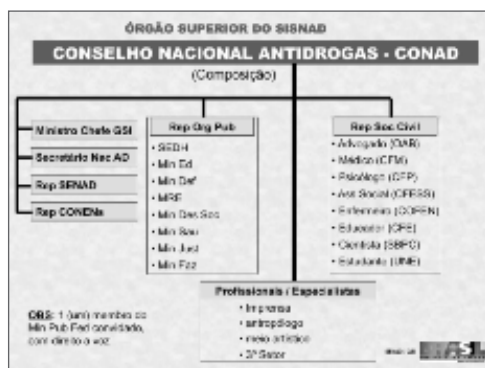 ÓRGÃO SUPERIOR DO SISNAD
CONSELHO NACIONAL ANTIDROGAS - CONAD
(Composição)
Ministro Chefe GSI
Secretário Nac AD
Rep SENAD
Rep CONENs
Rep Org Pub
• SEDH
• Min Ed
• Min Def
• MRE
• Min Des Soc
• Min Sau
• Min Just
• Min Faz
Rep Soc Civil
• Advogado (OAB)
• Médico (CFM)
• Psicólogo (CFP)
• Ass Social (CFESS)
• Enfermeiro (COFEN)
• Educador (CFE)
• Cientista (SBPC)
• Estudante (UNE)
Profissionais / Especialistas
• Imprensa
• antropólogo
• meio artístico
• 3º Setor
OBS: 1 (um) membro do
Min Pub Fed convidado,
com direito a voz.